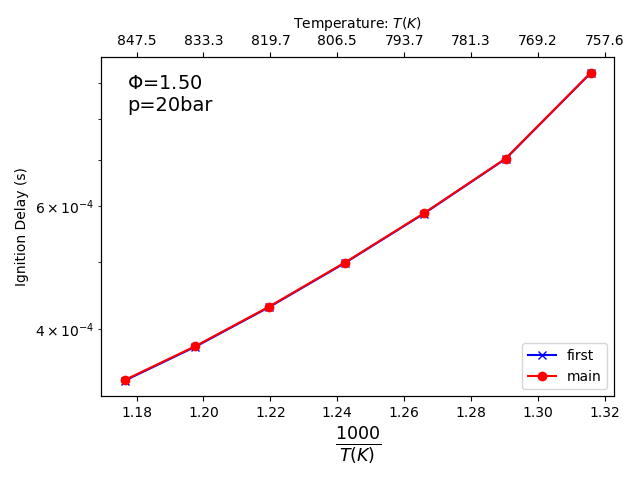 Temperature: T(K)
847.5 833.3 819.7 806.5 793.7 781.3 769.2 757.6
Φ=1.50
p=20bar
Ignition Delay (s)
6 × 10⁻⁴
4 × 10⁻⁴
first
main
1.18 1.20 1.22 1.24 1.26 1.28 1.30 1.32
1000
T(K)